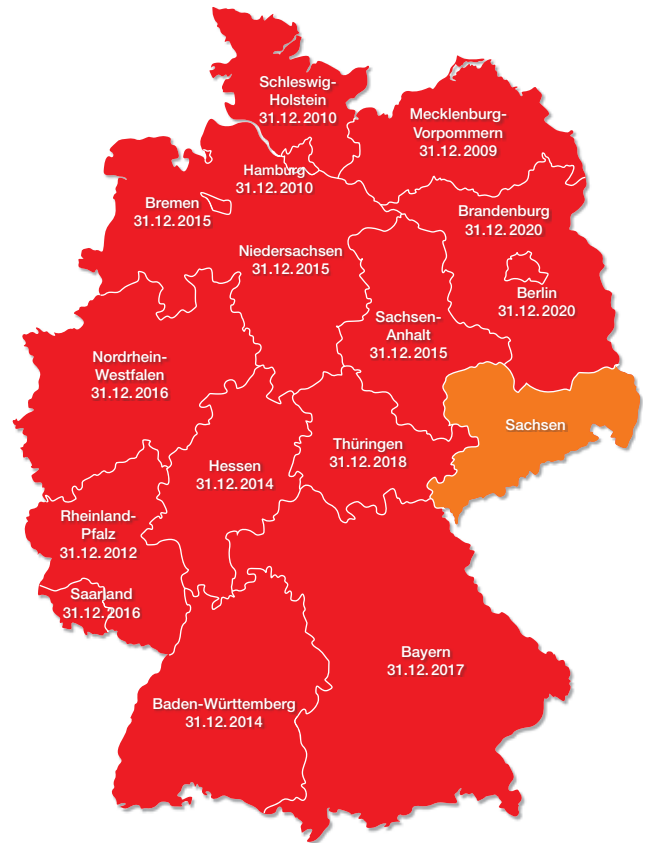 Schleswig-
Holstein
31.12.2010
Mecklenburg-
Vorpommern
31.12.2009
Hamburg
31.12.2010
Bremen
31.12.2015
Brandenburg
31.12.2020
Niedersachsen
31.12.2015
Berlin
31.12.2020
Sachsen-
Anhalt
31.12.2015
Nordrhein-
Westfalen
31.12.2016
Sachsen
Thüringen
31.12.2018
Hessen
31.12.2014
Rheinland-
Pfalz
31.12.2012
Saarland
31.12.2016
Bayern
31.12.2017
Baden-Württemberg
31.12.2014